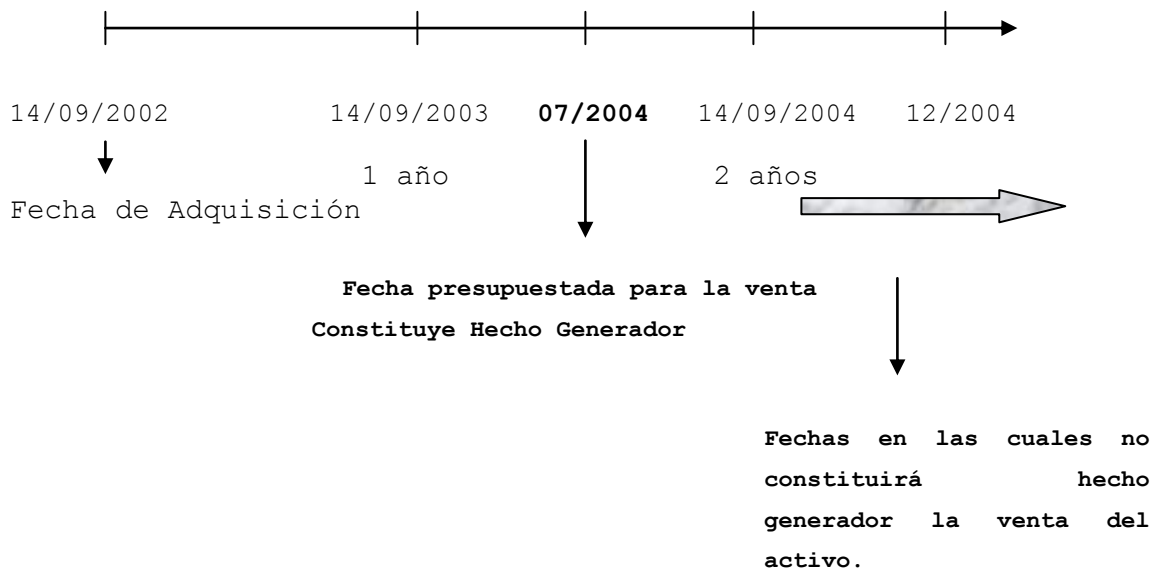 14/09/2002 14/09/2003 07/2004 14/09/2004 12/2004
1 año 2 años
Fecha de Adquisición
Fecha presupuestada para la venta
Constituye Hecho Generador
Fechas en las cuales no
constituirá hecho
generador la venta del
activo.